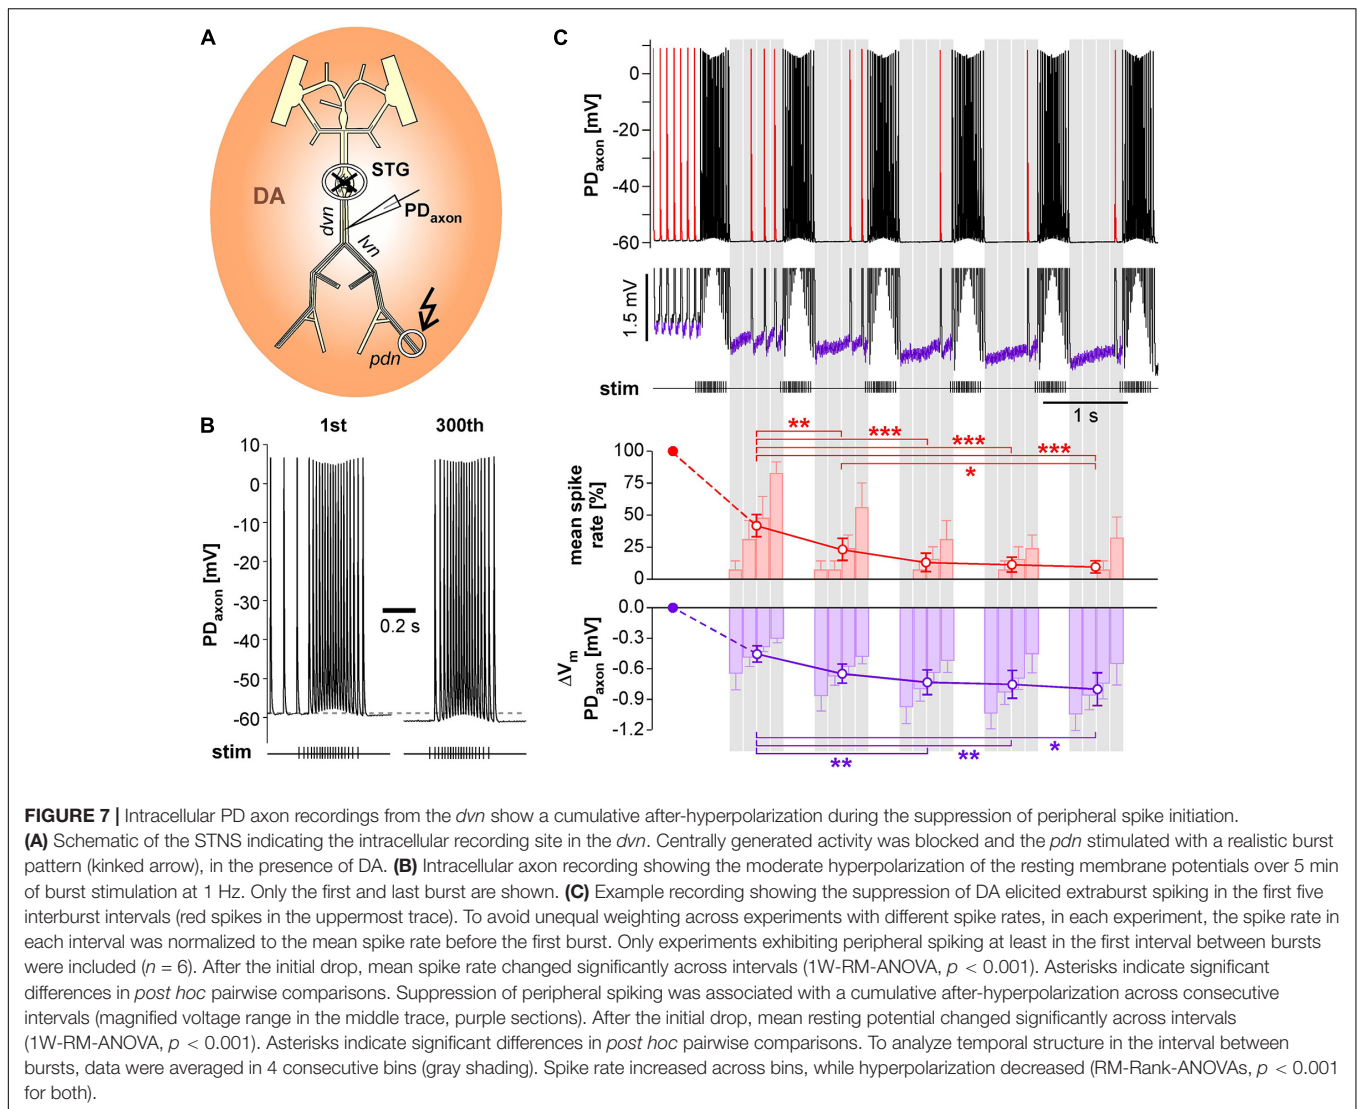 A
DA
STG
dvn
PDaxon
lvn
pdn
B
1st
300th
10
0
-10
-20
-30
-40
-50
-60
PDaxon [mV]
0.2 s
stim
C
0
-20
-40
-60
PDaxon [mV]
1.5 mV
stim
1 s
** *** *** *** *
100
75
50
25
0
mean spike
rate [%]
0.0
-0.3
-0.6
-0.9
-1.2
ΔVm
PDaxon [mV]
** ** *
FIGURE 7 | Intracellular PD axon recordings from the dvn show a cumulative after-hyperpolarization during the suppression of peripheral spike initiation.
(A) Schematic of the STNS indicating the intracellular recording site in the dvn. Centrally generated activity was blocked and the pdn stimulated with a realistic burst
pattern (kinked arrow), in the presence of DA. (B) Intracellular axon recording showing the moderate hyperpolarization of the resting membrane potentials over 5 min
of burst stimulation at 1 Hz. Only the first and last burst are shown. (C) Example recording showing the suppression of DA elicited extraburst spiking in the first five
interburst intervals (red spikes in the uppermost trace). To avoid unequal weighting across experiments with different spike rates, in each experiment, the spike rate in
each interval was normalized to the mean spike rate before the first burst. Only experiments exhibiting peripheral spiking at least in the first interval between bursts
were included (n = 6). After the initial drop, mean spike rate changed significantly across intervals (1W-RM-ANOVA, p < 0.001). Asterisks indicate significant
differences in post hoc pairwise comparisons. Suppression of peripheral spiking was associated with a cumulative after-hyperpolarization across consecutive
intervals (magnified voltage range in the middle trace, purple sections). After the initial drop, mean resting potential changed significantly across intervals
(1W-RM-ANOVA, p < 0.001). Asterisks indicate significant differences in post hoc pairwise comparisons. To analyze temporal structure in the interval between
bursts, data were averaged in 4 consecutive bins (gray shading). Spike rate increased across bins, while hyperpolarization decreased (RM-Rank-ANOVAs, p < 0.001
for both).